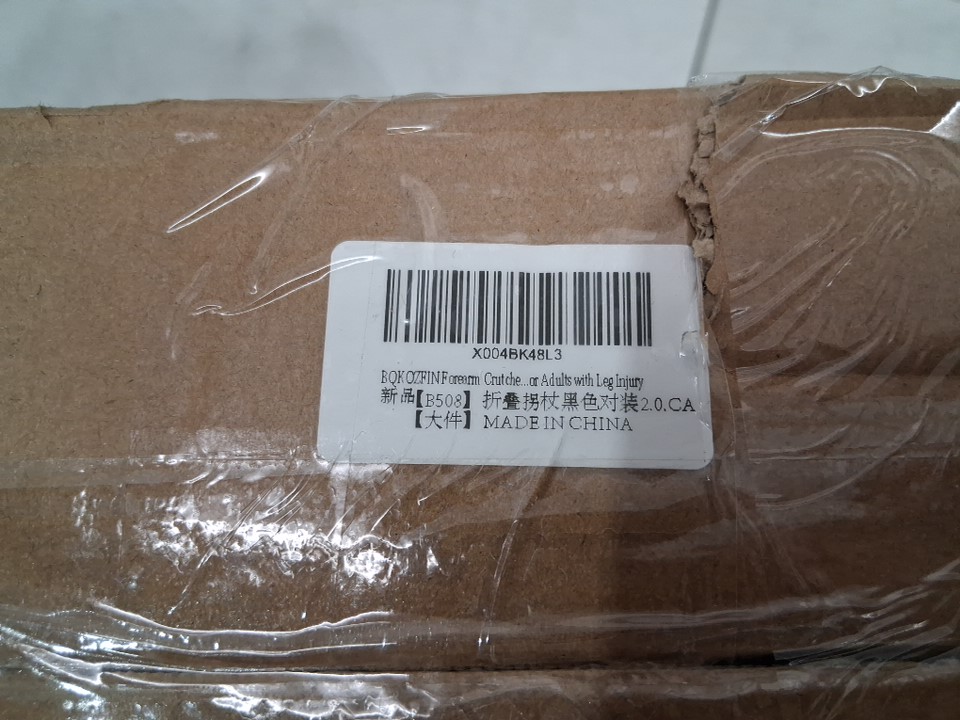 X004BK48L3
BQKOZFIN Forearm Crutche...or Adults with Leg Injury
新品【B508】 折叠拐杖黑色对装2.0.CA
【大件】 MADE IN CHINA